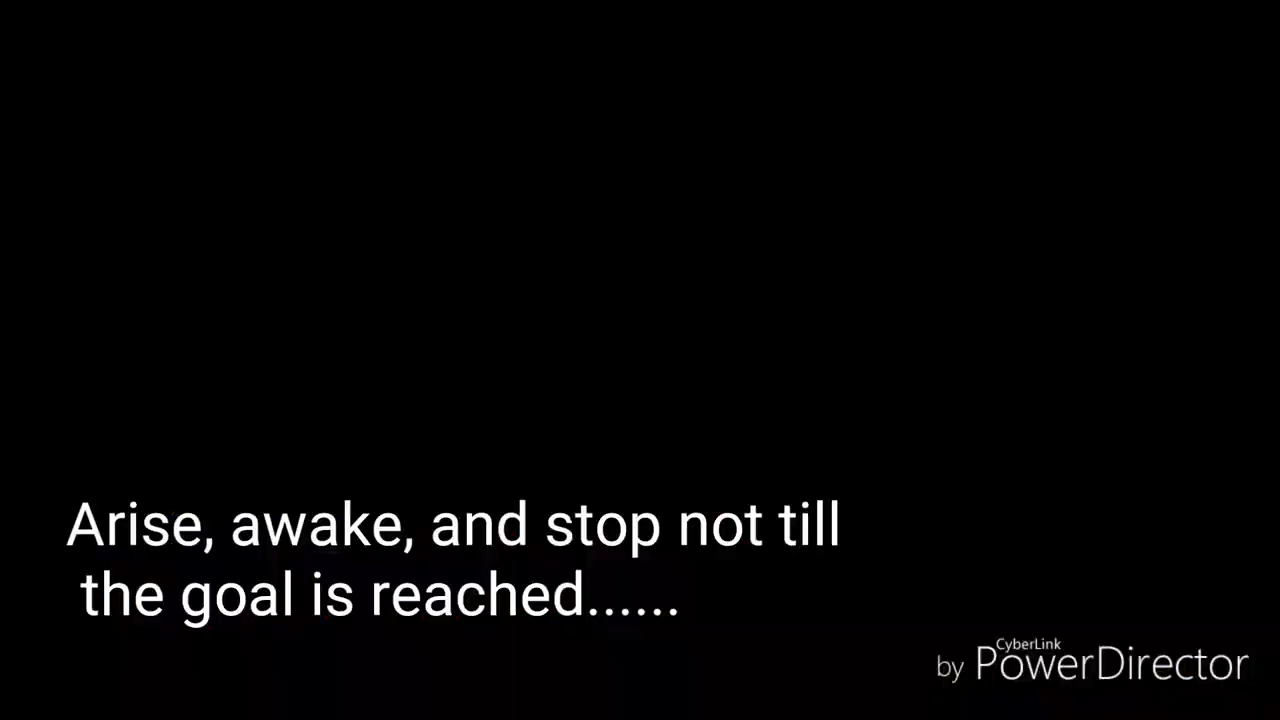 Arise, awake, and stop not till
the goal is reached......
CyberLink
by PowerDirector